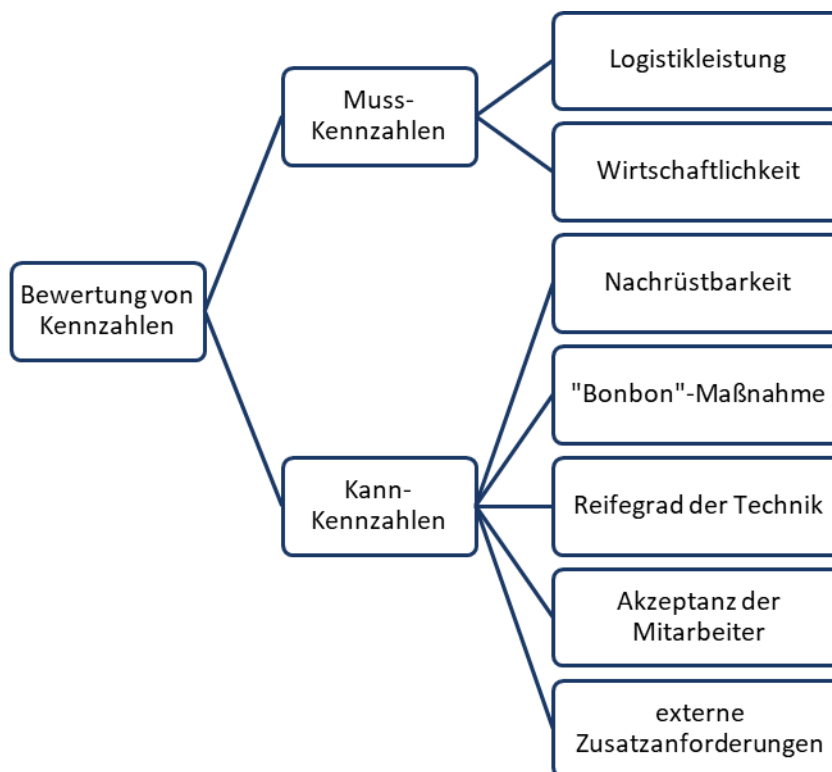 Bewertung von
Kennzahlen
Muss-
Kennzahlen
Logistikleistung
Wirtschaftlichkeit
Kann-
Kennzahlen
Nachrüstbarkeit
"Bonbon"-Maßnahme
Reifegrad der Technik
Akzeptanz der
Mitarbeiter
externe
Zusatzanforderungen